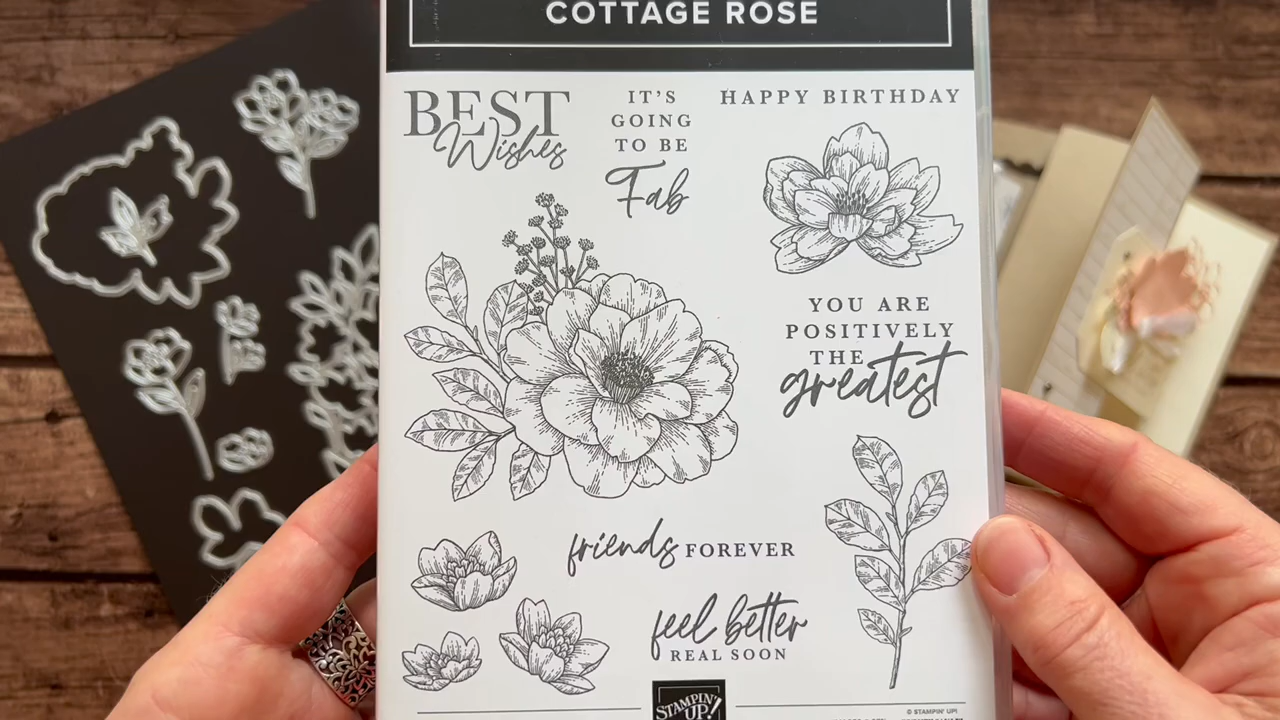 COTTAGE ROSE
BEST
Wishes
IT'S
GOING
TO BE
Fab
HAPPY BIRTHDAY
YOU ARE
POSITIVELY
THE greatest
friends FOREVER
feel better
REAL SOON
STAMPIN' UP!
© STAMPIN' UP!